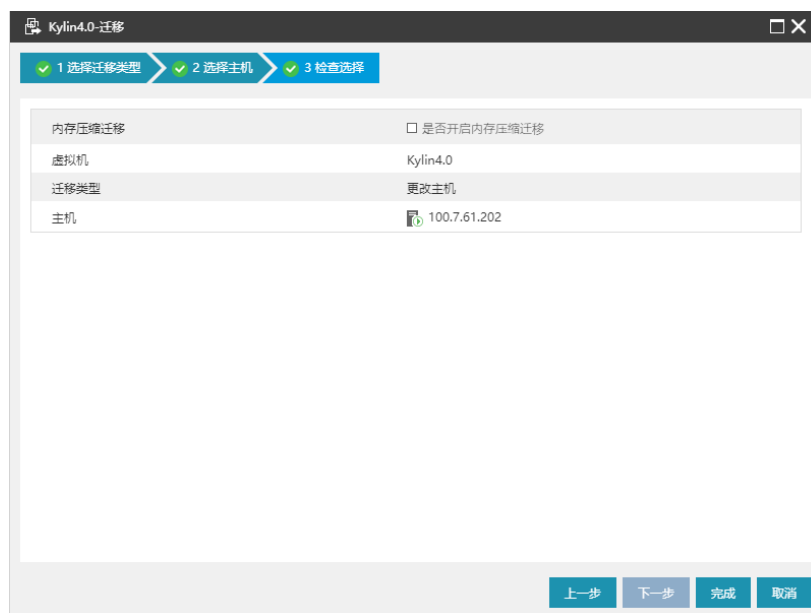 Kylin4.0-迁移
1 选择迁移类型 2 选择主机 3 检查选择
内存压缩迁移 是否开启内存压缩迁移
虚拟机 Kylin4.0
迁移类型 更改主机
主机 100.7.61.202
上一步 下一步 完成 取消